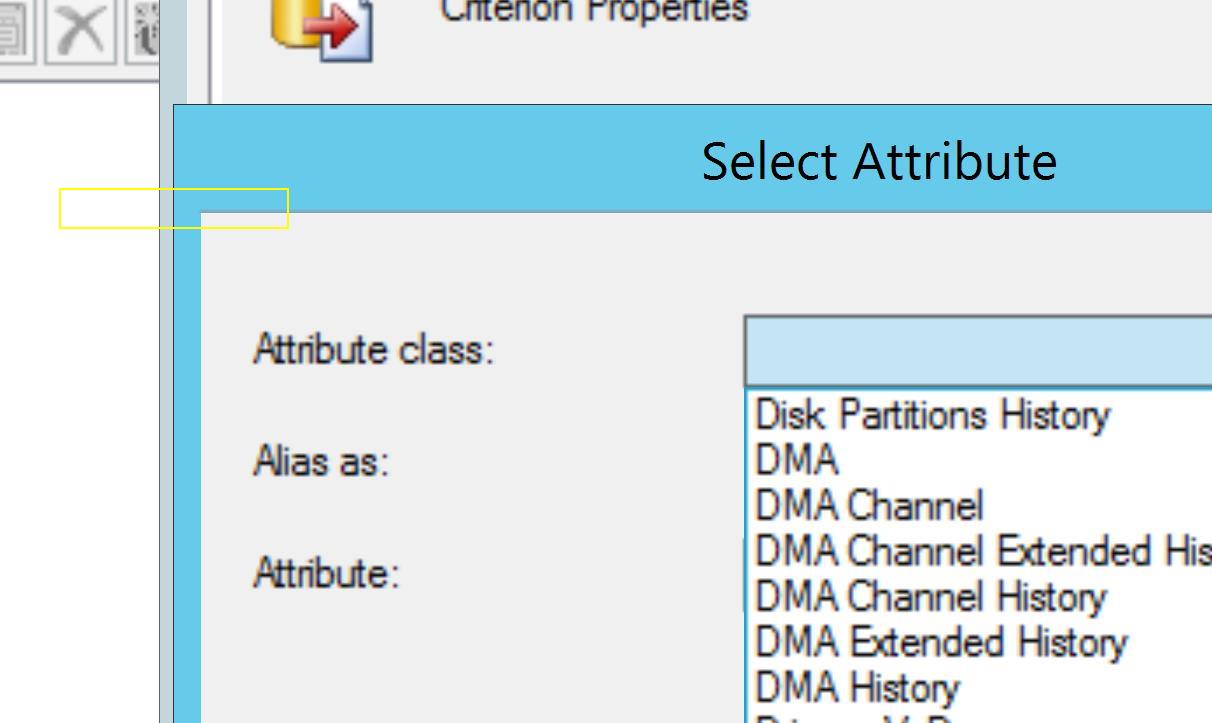 Criterion Properties
Select Attribute
Attribute class:
Disk Partitions History
DMA
Alias as:
DMA Channel
DMA Channel Extended His
Attribute:
DMA Channel History
DMA Extended History
DMA History